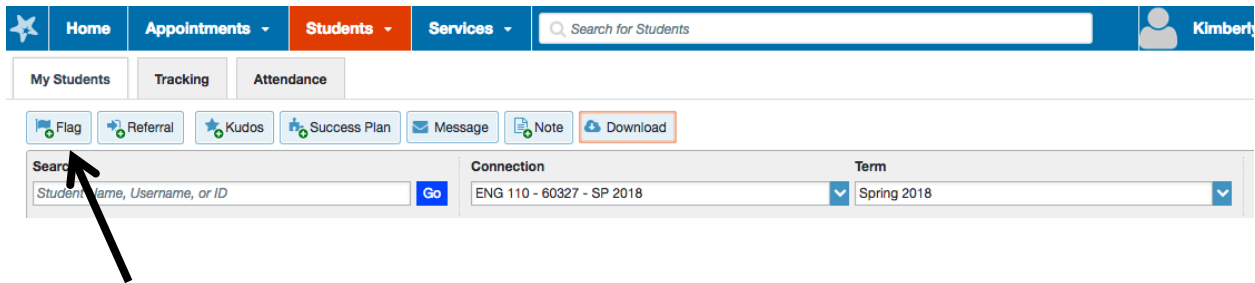 Home Appointments Students Services Search for Students
My Students Tracking Attendance
Flag Referral Kudos Success Plan Message Note Download
Connection Term
Student Name, Username, or ID Go ENG 110 - 60327 - SP 2018 Spring 2018